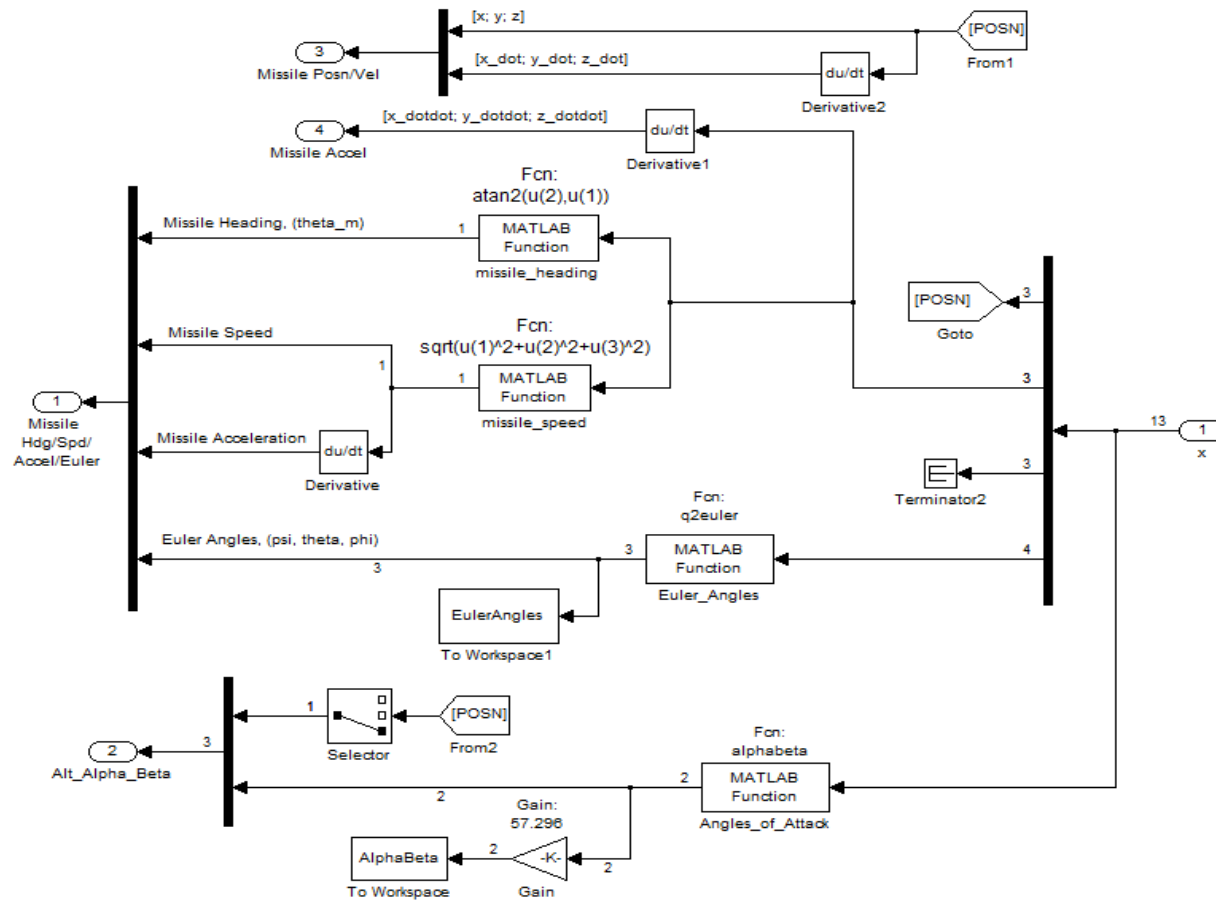 [x; y; z]
[POSN]
3
Missile Posn/Vel
[x_dot; y_dot; z_dot]
du/dt
From1
Derivative2
[x_dotdot; y_dotdot; z_dotdot]
4
du/dt
Missile Accel
Derivative1
Fcn:
atan2(u(2),u(1))
Missile Heading, (theta_m)
1
MATLAB
Function
missile_heading
[POSN]
3
Goto
Fcn:
sqrt(u(1)^2+u(2)^2+u(3)^2)
Missile Speed
1
1
MATLAB
Function
missile_speed
3
1
Missile
Hdg/Spd/
Accel/Euler
13
1
x
Missile Acceleration
du/dt
Derivative
3
Terminator2
Fcn:
q2euler
Euler Angles, (psi, theta, phi)
3
3
MATLAB
Function
Euler_Angles
4
EulerAngles
To Workspace1
1
[POSN]
Selector
From2
2
3
Alt_Alpha_Beta
Fcn:
alphabeta
2
2
MATLAB
Function
Angles_of_Attack
Gain:
57.296
AlphaBeta
2
-K-
2
To Workspace
Gain